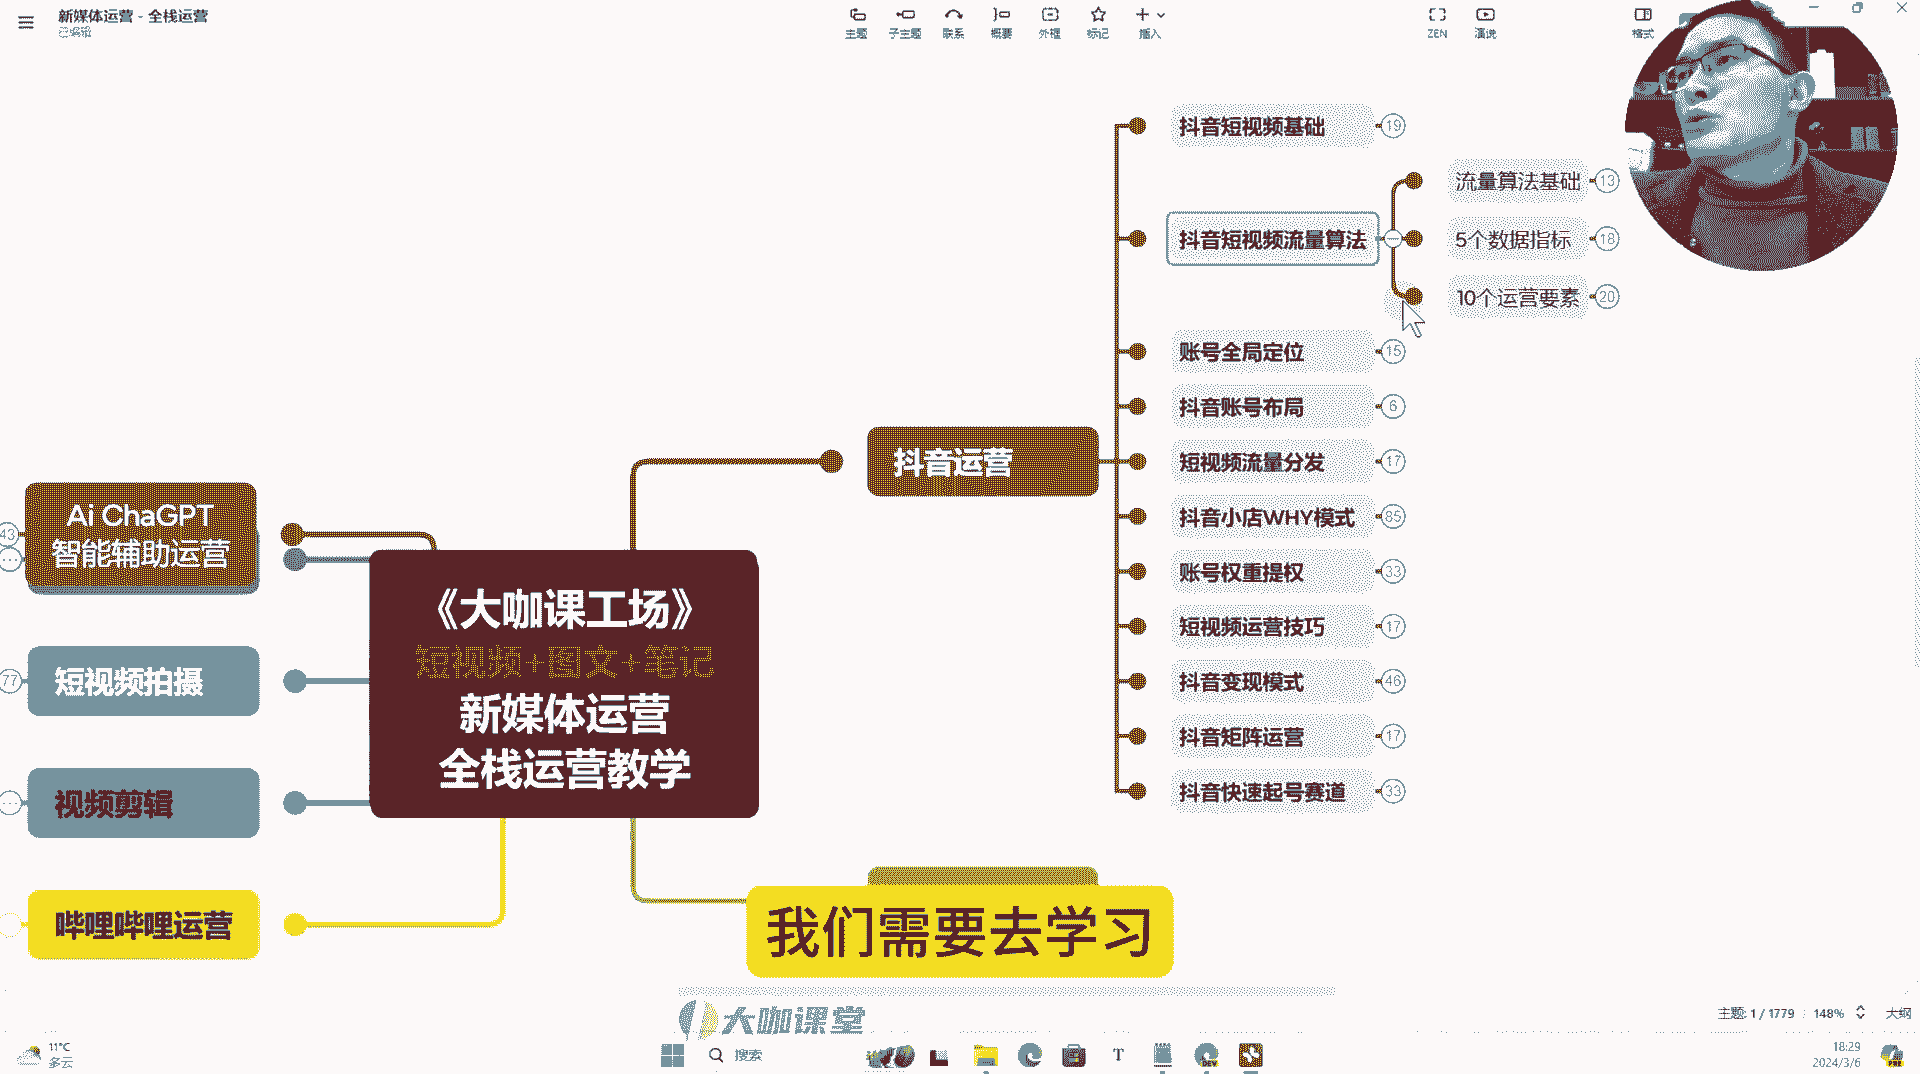 新媒体运营 - 全栈运营
已编辑
主题
子主题
联系
概要
外框
标记
插入
ZEN
演说
格式
抖音短视频基础
19
抖音短视频流量算法
流量算法基础
13
5个数据指标
18
10个运营要素
20
账号全局定位
15
抖音账号布局
6
抖音运营
短视频流量分发
17
抖音小店WHY模式
85
账号权重提权
33
短视频运营技巧
17
抖音变现模式
46
抖音矩阵运营
17
抖音快速起号赛道
33
43
Ai ChaGPT
智能辅助运营
77
短视频拍摄
视频剪辑
哔哩哔哩运营
《大咖课工场》
短视频+图文+笔记
新媒体运营
全栈运营教学
我们需要去学习
大咖课堂
主题: 1 / 1779
148%
大纲
11°C
多云
搜索
T
DEV
18:29
2024/3/6
PRE